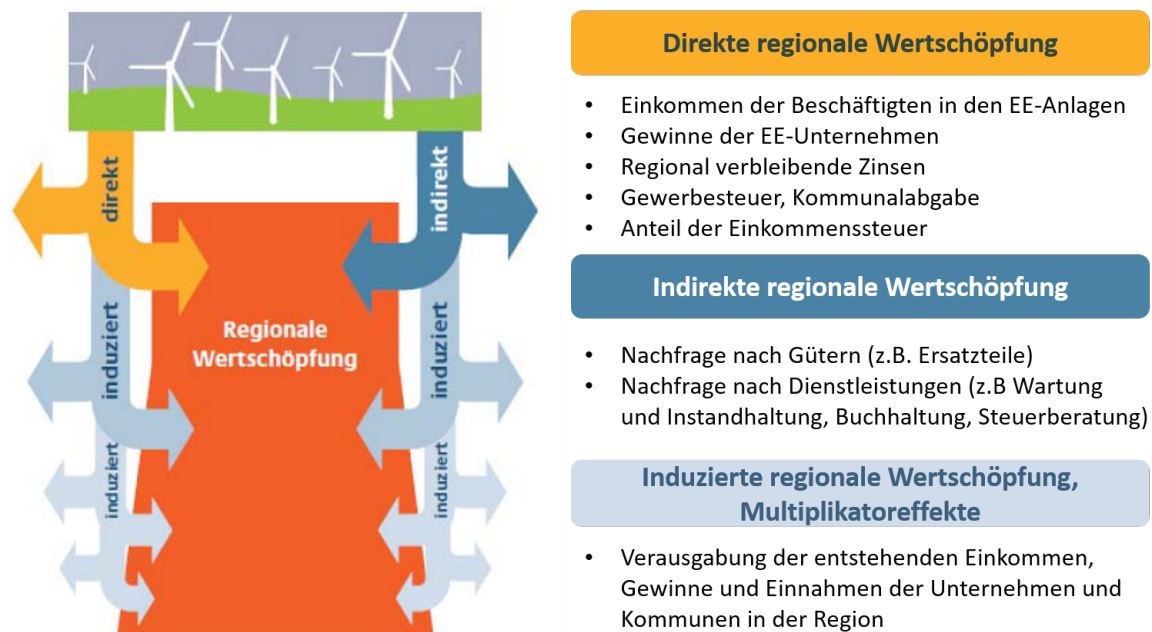 direkt
indirekt
induziert
induziert
induziert
induziert
Regionale
Wertschöpfung
Direkte regionale Wertschöpfung
• Einkommen der Beschäftigten in den EE-Anlagen
• Gewinne der EE-Unternehmen
• Regional verbleibende Zinsen
• Gewerbesteuer, Kommunalabgabe
• Anteil der Einkommenssteuer
Indirekte regionale Wertschöpfung
• Nachfrage nach Gütern (z.B. Ersatzteile)
• Nachfrage nach Dienstleistungen (z.B Wartung
und Instandhaltung, Buchhaltung, Steuerberatung)
Induzierte regionale Wertschöpfung,
Multiplikatoreffekte
• Verausgabung der entstehenden Einkommen,
Gewinne und Einnahmen der Unternehmen und
Kommunen in der Region